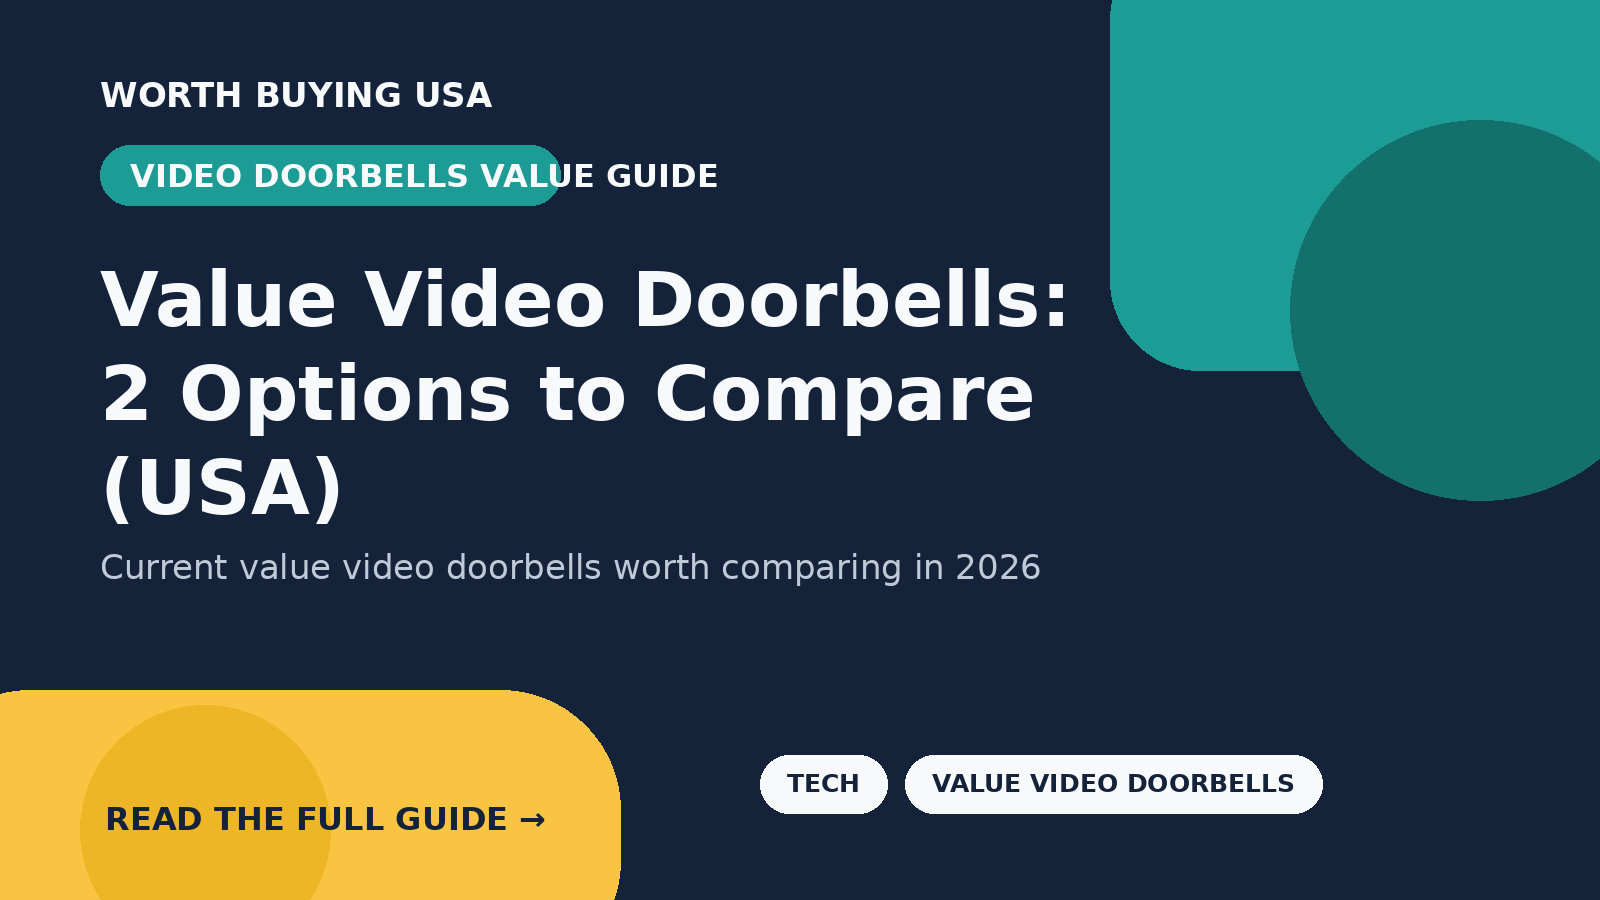 WORTH BUYING USA
VIDEO DOORBELLS VALUE GUIDE
Value Video Doorbells:
2 Options to Compare
(USA)
Current value video doorbells worth comparing in 2026
READ THE FULL GUIDE →
TECH
VALUE VIDEO DOORBELLS